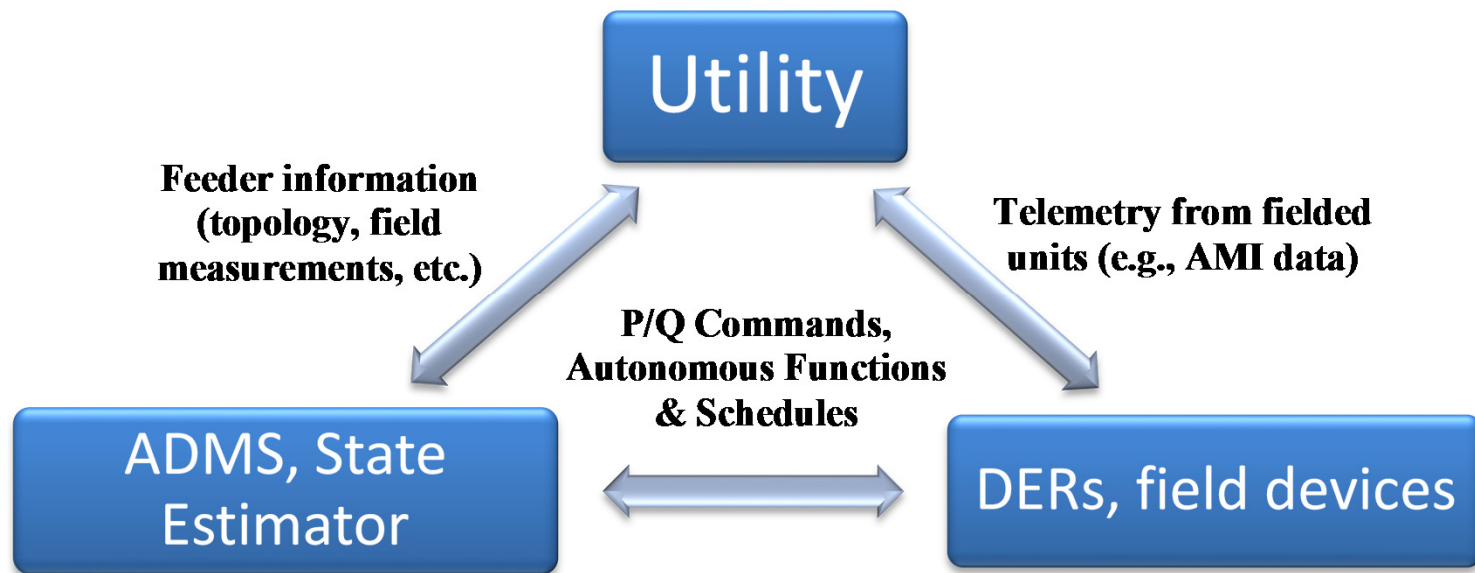 Utility
Feeder information
(topology, field
measurements, etc.)
Telemetry from fielded
units (e.g., AMI data)
P/Q Commands,
Autonomous Functions
& Schedules
ADMS, State
Estimator
DERs, field devices